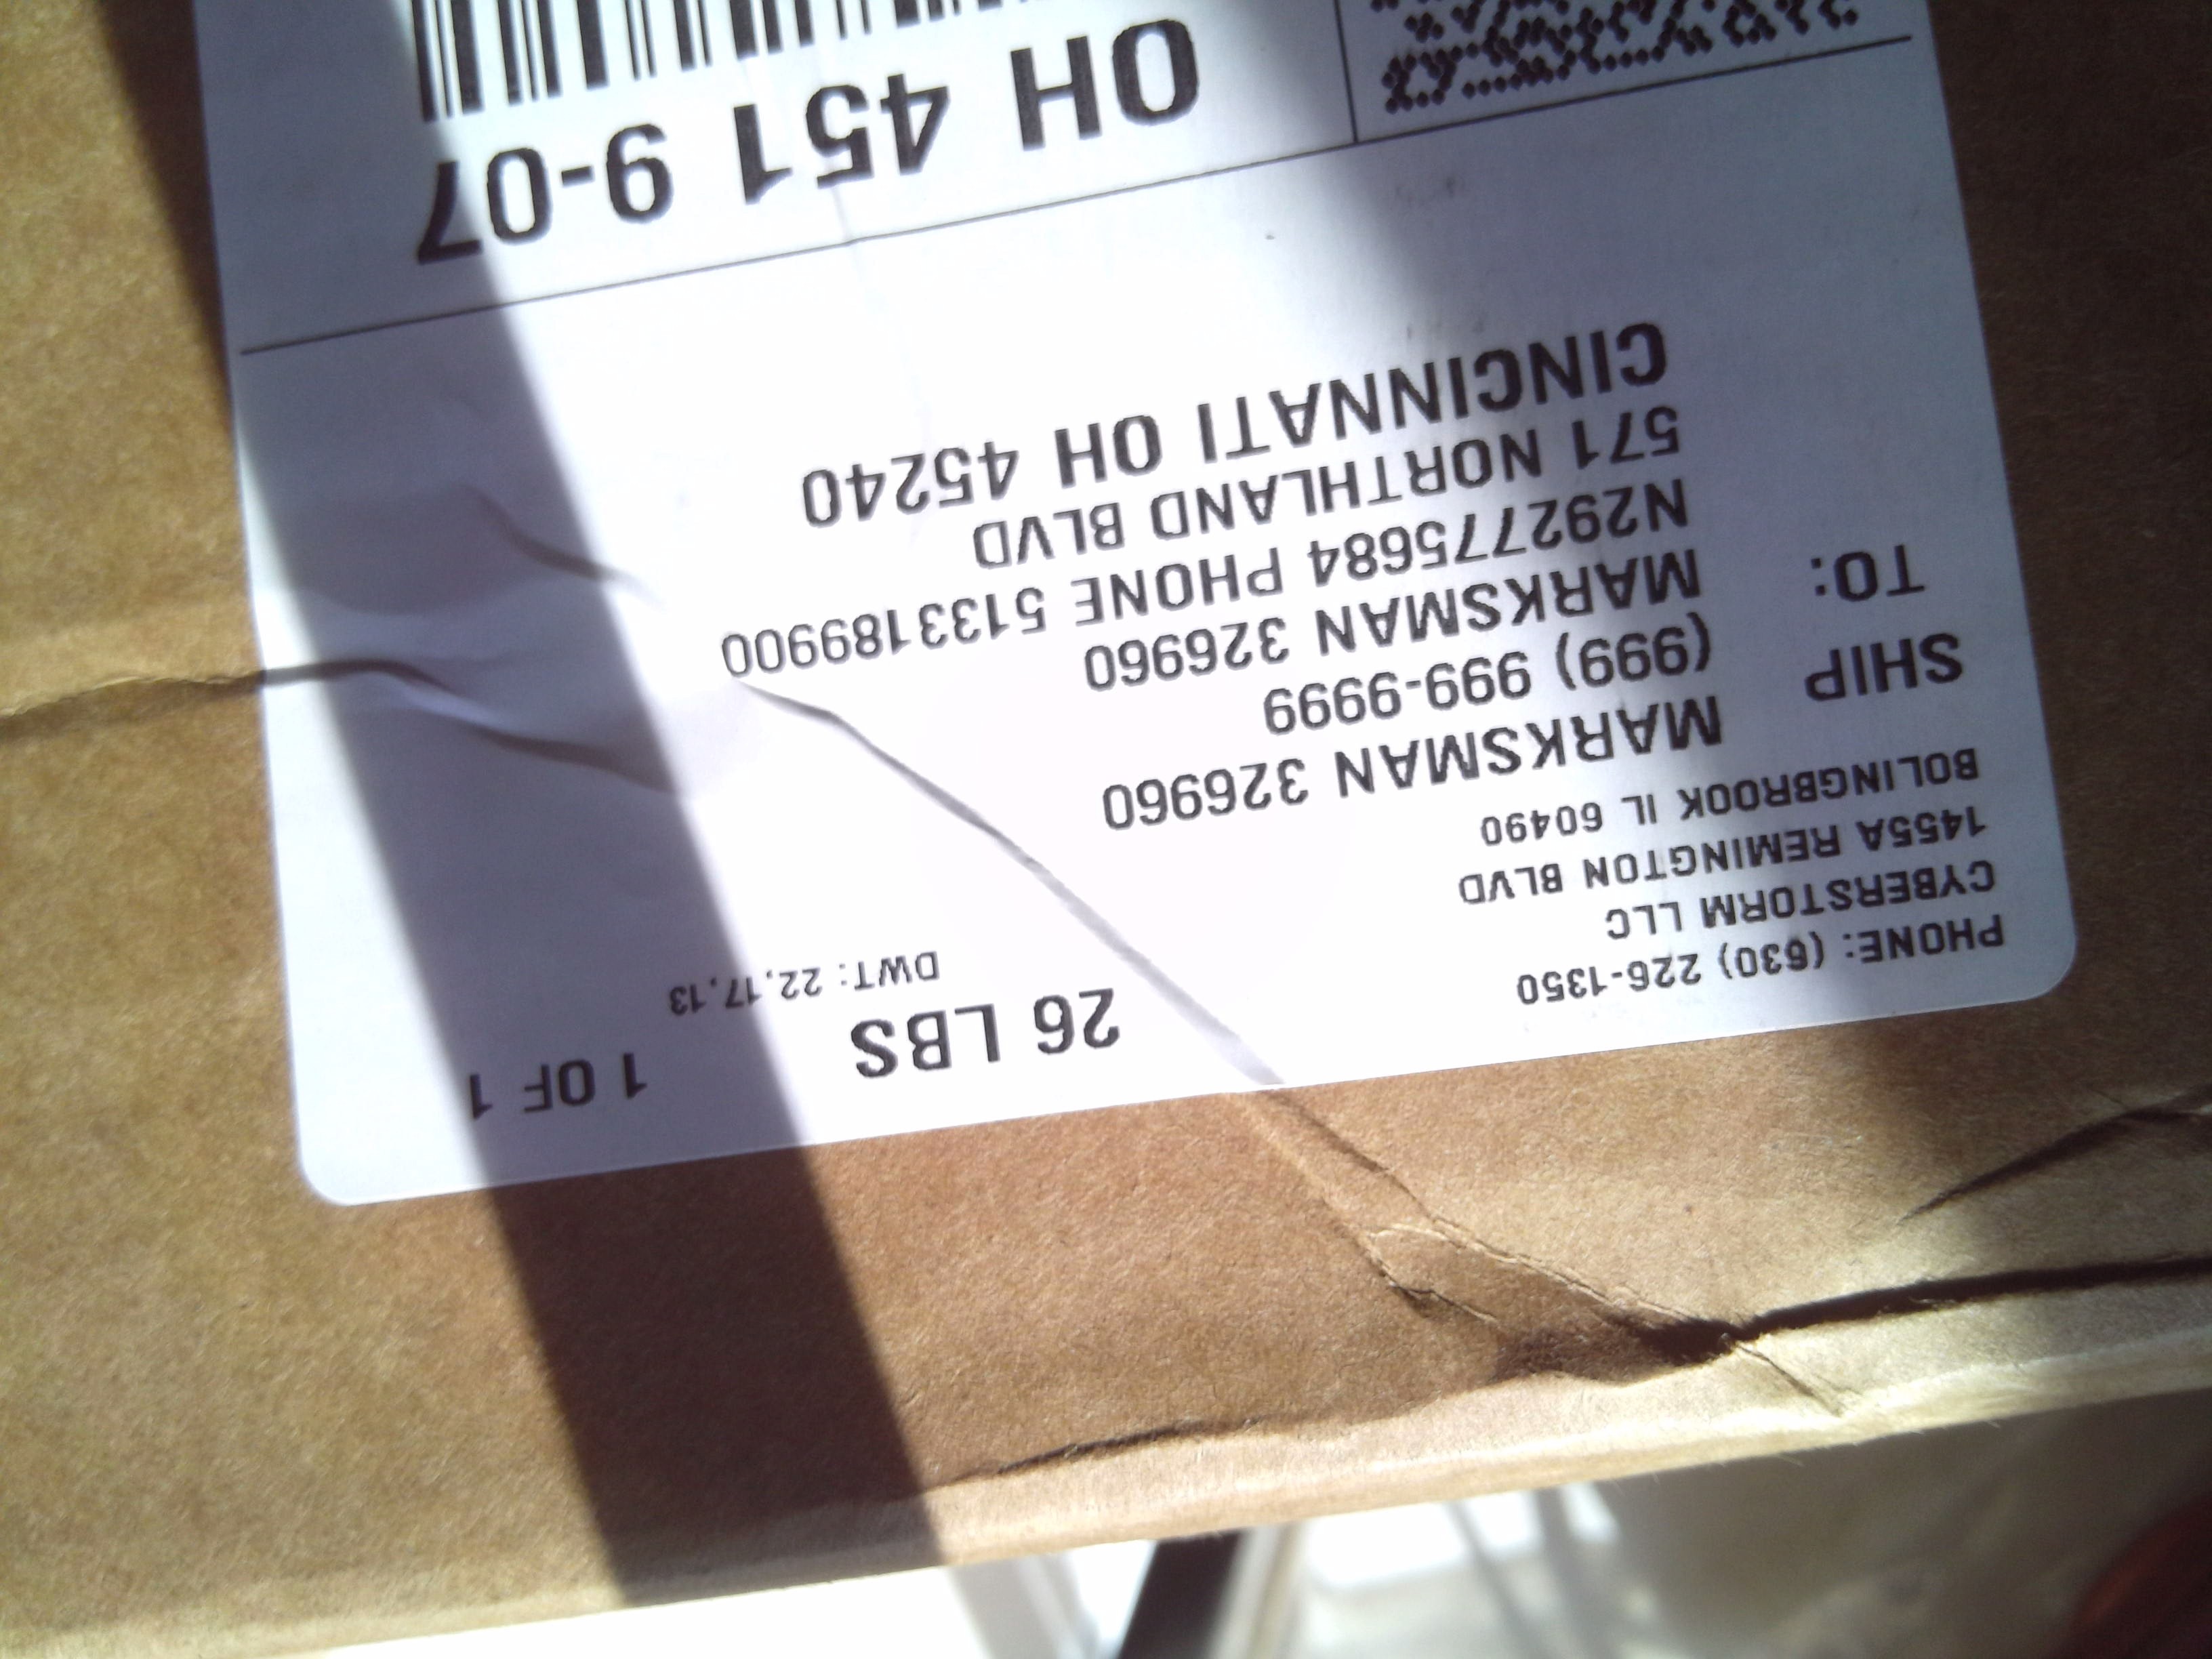 PHONE: (630) 226-1350
CYBERSTORM LLC
1455A REMINGTON BLVD
BOLINGBROOK IL 60490
26 LBS
1 OF 1
DWT: 22,17,13
SHIP
TO:
MARKSMAN 326960
(999) 999-9999
MARKSMAN 326960
N292775684 PHONE 5133189900
571 NORTHLAND BLVD
CINCINNATI OH 45240
OH 451 9-07